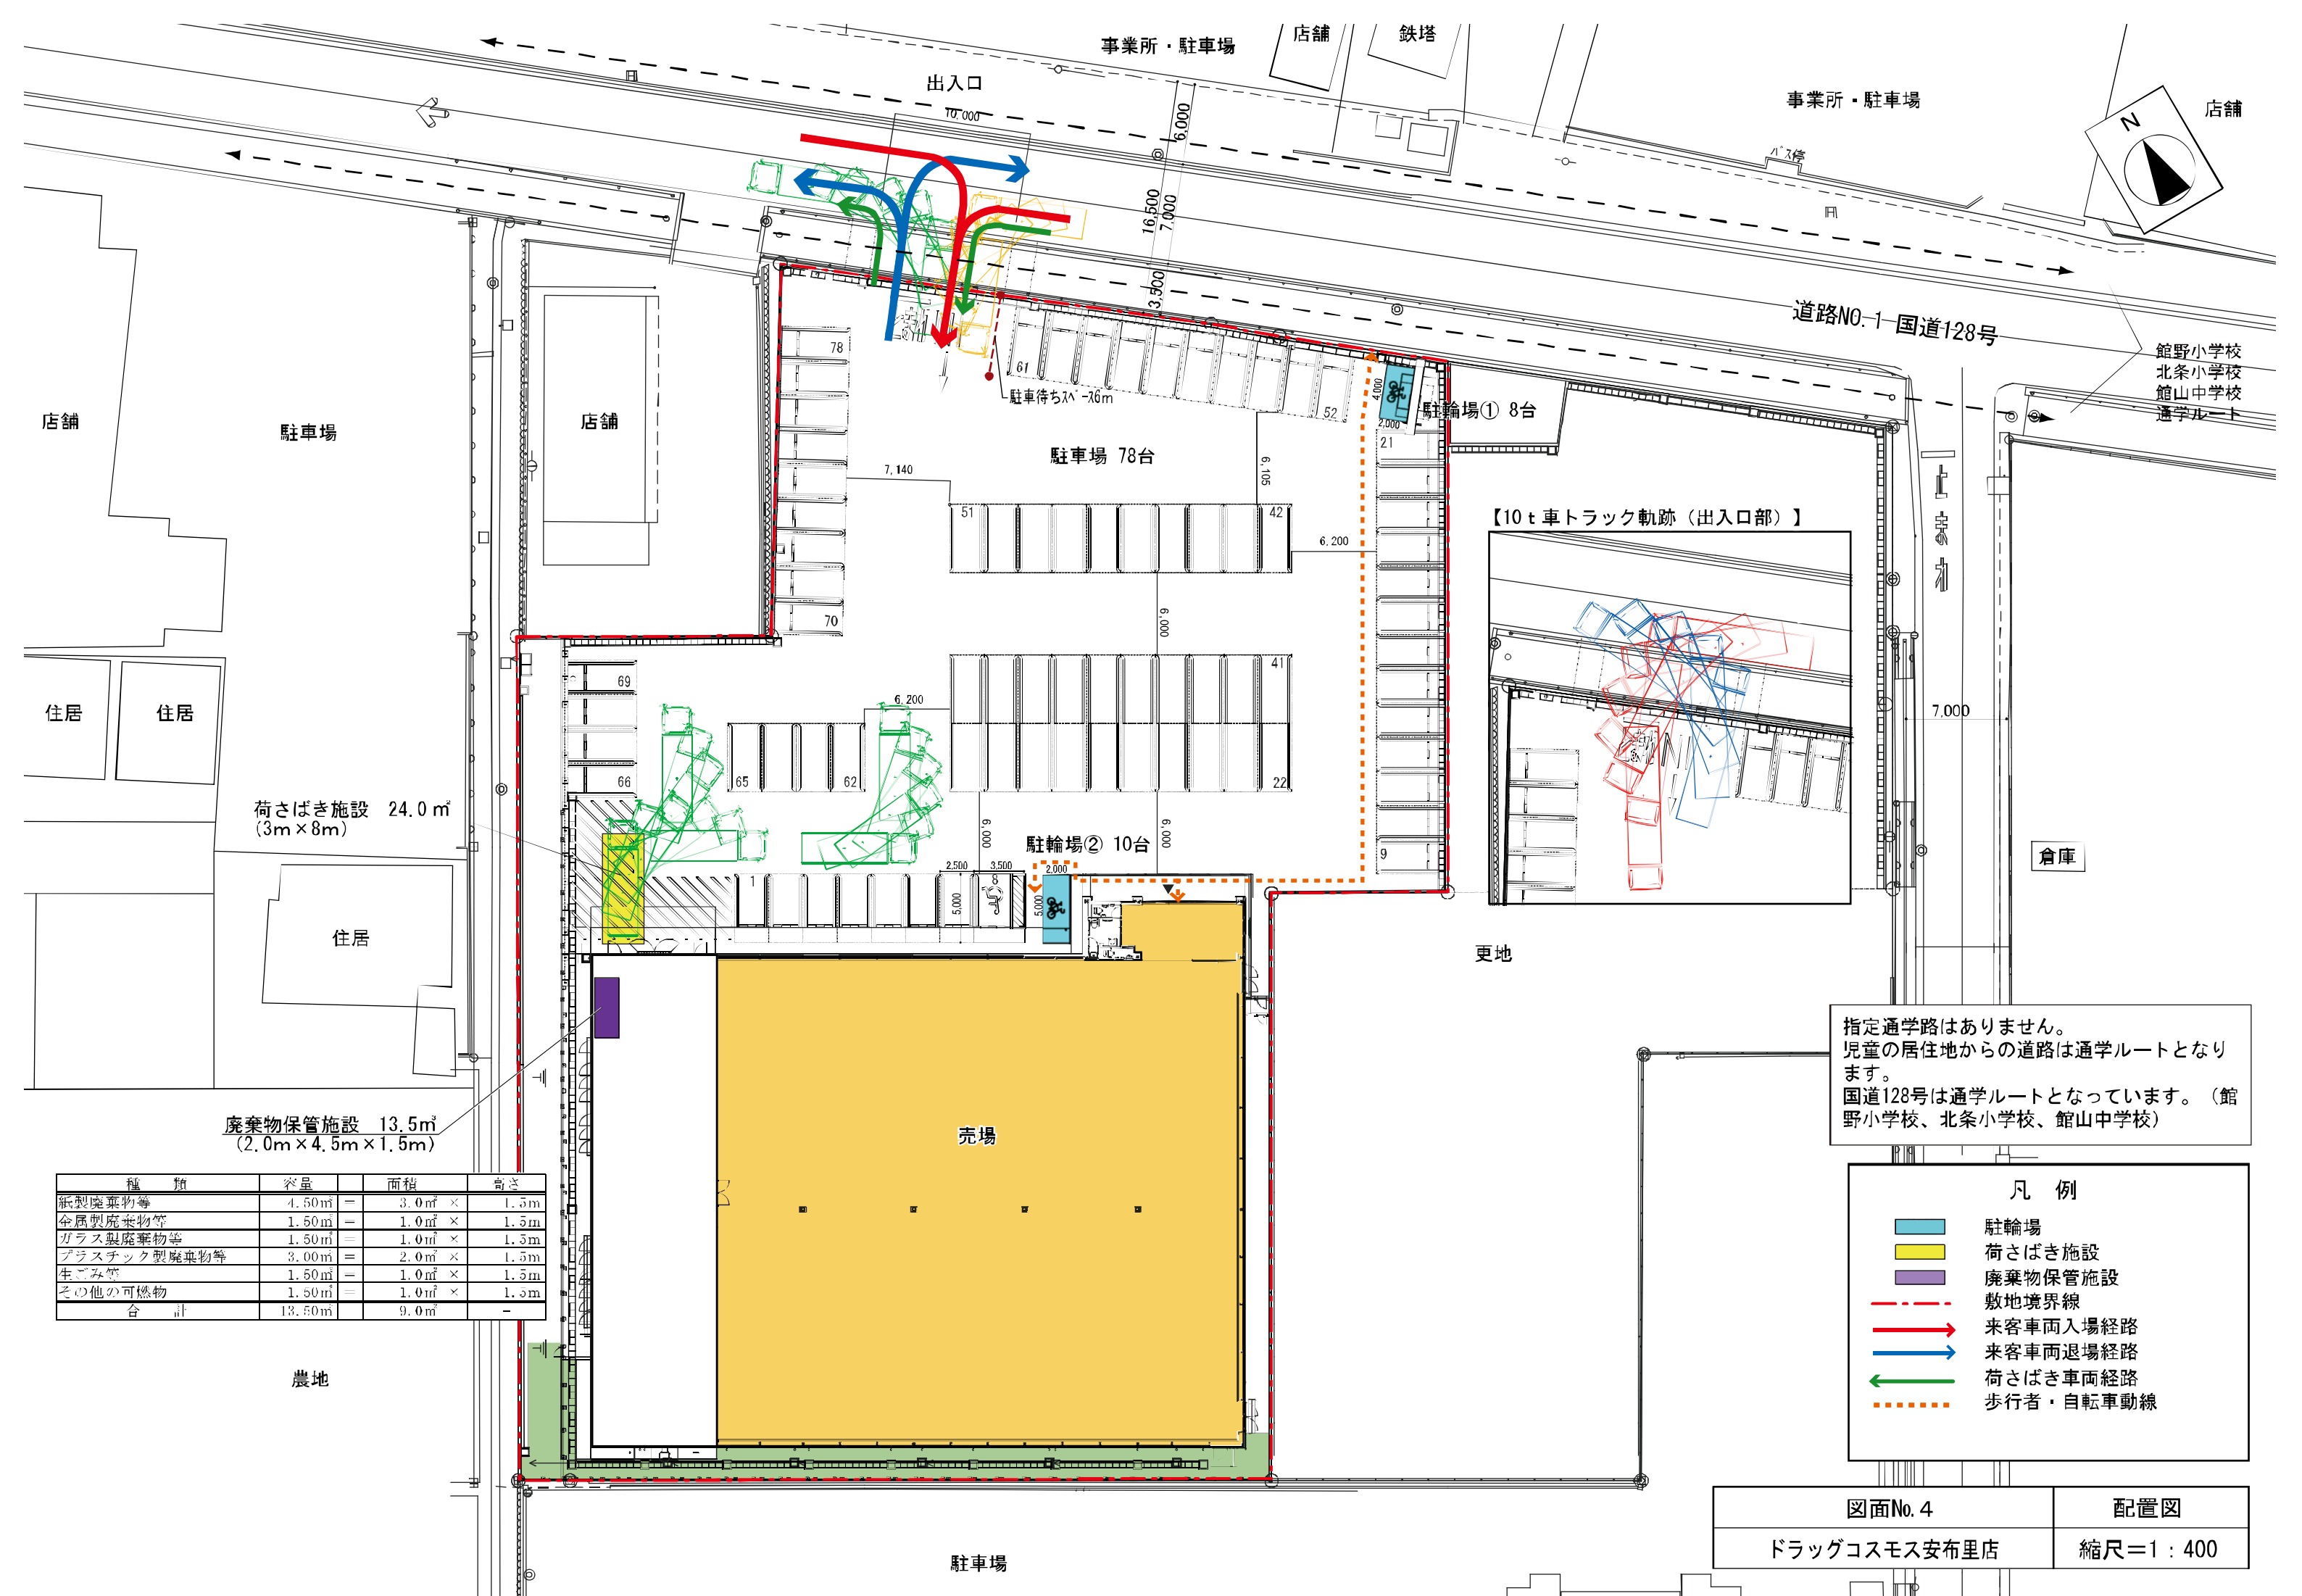 事業所・駐車場
店舗
鉄塔
出入口
10,000
6,000
事業所・駐車場
店舗
N
バス停
16,500
7,000
3,500
道路NO.1 国道128号
館野小学校
北条小学校
館山中学校
通学ルート
店舗
駐車場
店舗
78
61
駐車待ちスペース6m
52
4,000
2,000
駐輪場① 8台
21
駐車場 78台
7,140
6,105
51
42
6,200
【10t車トラック軌跡（出入口部）】
70
6,000
41
69
住居
住居
6,200
7,000
66
65
62
22
荷さばき施設 24.0㎡
(3m×8m)
6,000
6,000
駐輪場② 10台
9
倉庫
2,500
3,500
2,000
1
8
5,000
5,000
住居
更地
指定通学路はありません。
児童の居住地からの道路は通学ルートとなり
ます。
国道128号は通学ルートとなっています。（館
野小学校、北条小学校、館山中学校）
廃棄物保管施設 13.5㎥
(2.0m×4.5m×1.5m)
売場
種 類 容量 面積 高さ
紙製廃棄物等 4.50㎥ = 3.0㎡ × 1.5m
金属製廃棄物等 1.50㎥ = 1.0㎡ × 1.5m
ガラス製廃棄物等 1.50㎥ = 1.0㎡ × 1.5m
プラスチック製廃棄物等 3.00㎥ = 2.0㎡ × 1.5m
生ごみ等 1.50㎥ = 1.0㎡ × 1.5m
その他の可燃物 1.50㎥ = 1.0㎡ × 1.5m
合 計 13.50㎥ 9.0㎡ -
凡 例
駐輪場
荷さばき施設
廃棄物保管施設
敷地境界線
来客車両入場経路
来客車両退場経路
荷さばき車両経路
歩行者・自転車動線
農地
駐車場
図面No.4
配置図
ドラッグコスモス安布里店
縮尺=1：400